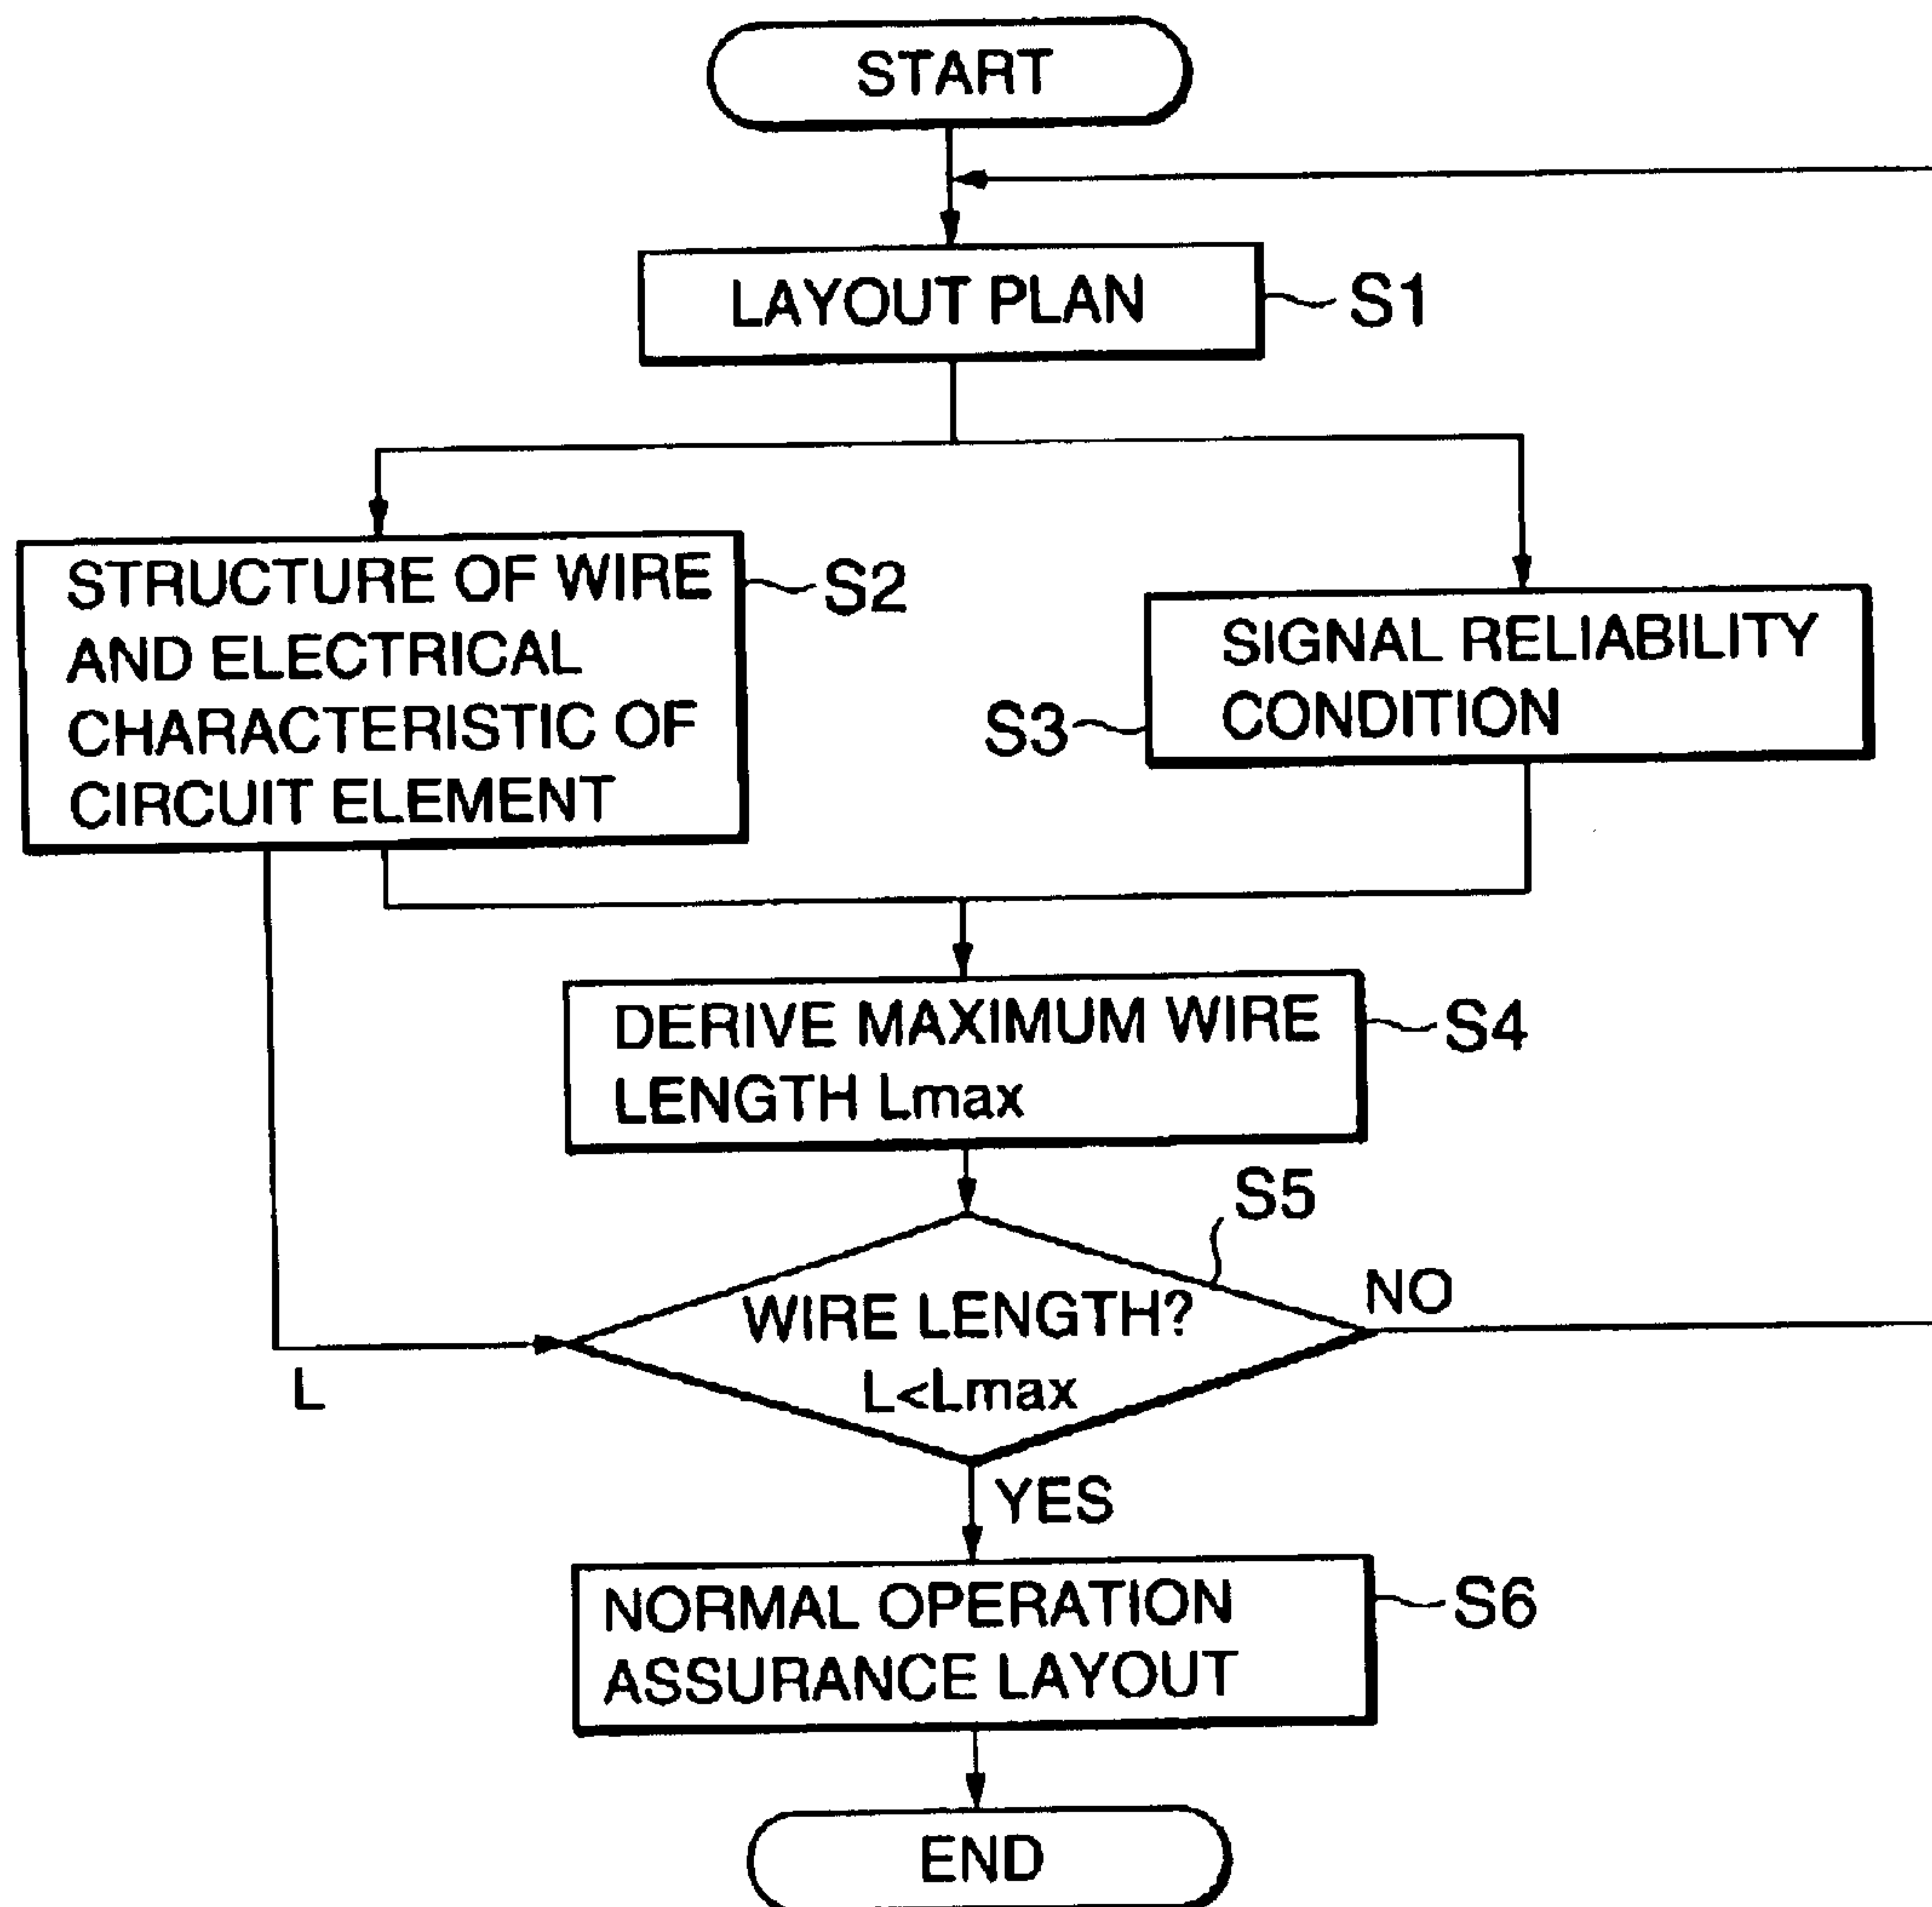 START
LAYOUT PLAN
S1
STRUCTURE OF WIRE
AND ELECTRICAL
CHARACTERISTIC OF
CIRCUIT ELEMENT
S2
SIGNAL RELIABILITY
CONDITION
S3
DERIVE MAXIMUM WIRE
LENGTH Lmax
S4
S5
WIRE LENGTH?
L<Lmax
NO
L
YES
NORMAL OPERATION
ASSURANCE LAYOUT
S6
END